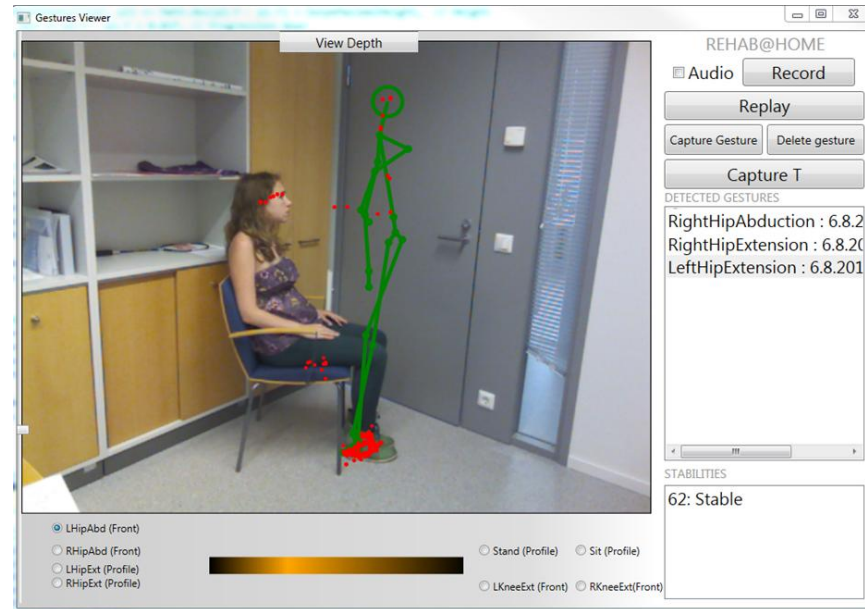 Gestures Viewer
View Depth
REHAB@HOME
Audio
Record
Replay
Capture Gesture
Delete gesture
Capture T
DETECTED GESTURES
RightHipAbduction : 6.8.2
RightHipExtension : 6.8.20
LeftHipExtension : 6.8.201
STABILITIES
62: Stable
LHipAbd (Front)
RHipAbd (Front)
LHipExt (Profile)
RHipExt (Profile)
Stand (Profile)
Sit (Profile)
LKneeExt (Front)
RKneeExt(Front)